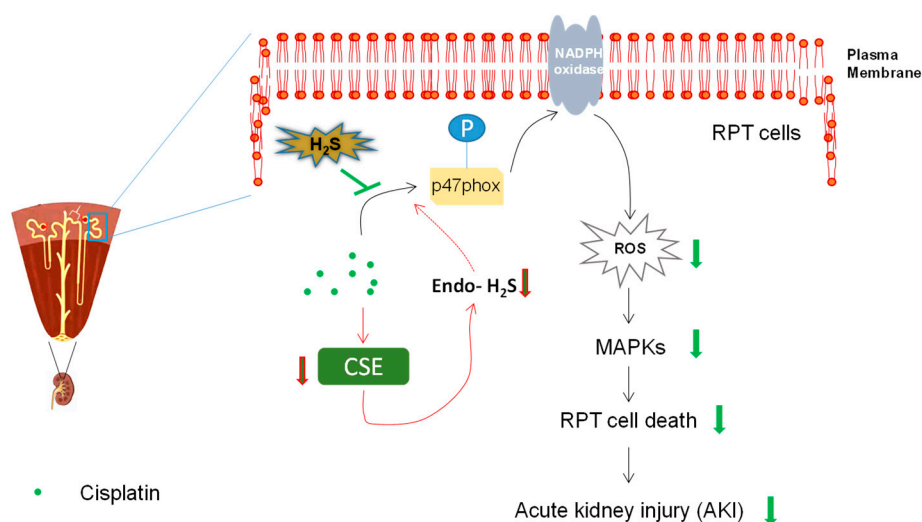 NADPH
oxidase
Plasma
Membrane
P
H₂S
RPT cells
p47phox
ROS
Endo- H₂S
MAPKs
CSE
RPT cell death
Cisplatin
Acute kidney injury (AKI)